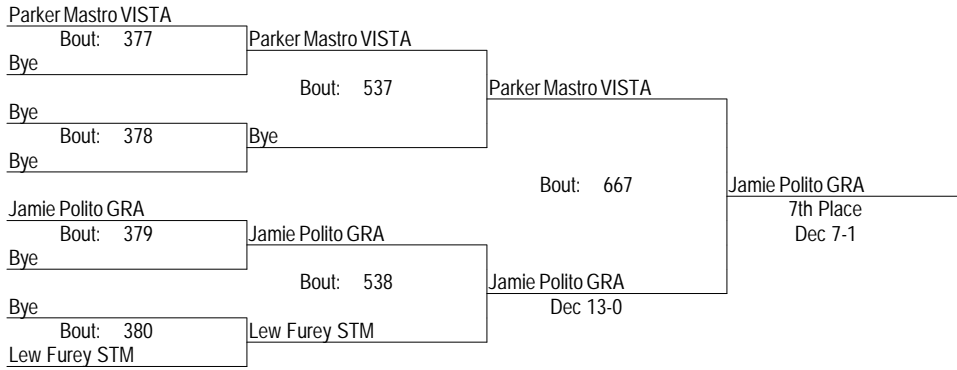 Parker Mastro VISTA
Bout: 377
Parker Mastro VISTA
Bye
Bout: 537
Parker Mastro VISTA
Bye
Bout: 378
Bye
Bye
Bout: 667
Jamie Polito GRA
7th Place
Dec 7-1
Jamie Polito GRA
Bout: 379
Jamie Polito GRA
Bye
Bout: 538
Jamie Polito GRA
Dec 13-0
Bye
Bout: 380
Lew Furey STM
Lew Furey STM